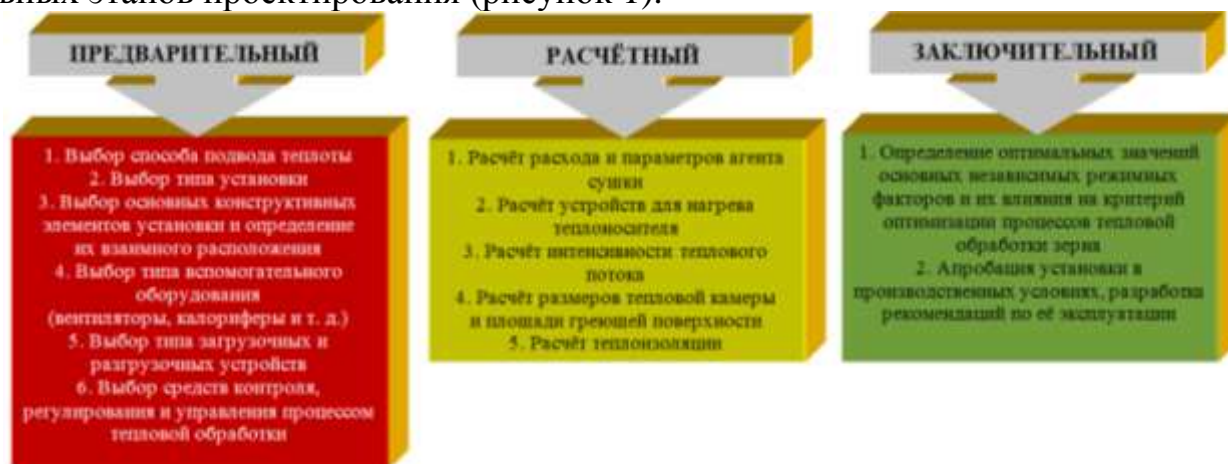 ьных этапов проектирования (рисунок 1).
ПРЕДВАРИТЕЛЬНЫЙ
1. Выбор способа подвода теплоты
2. Выбор типа установки
3. Выбор основных конструктивных
элементов установки и определение
их взаимного расположения
4. Выбор типа вспомогательного
оборудования
(вентиляторы, калориферы и т. д.)
5. Выбор типа загрузочных и
разгрузочных устройств
6. Выбор средств контроля,
регулирования и управления процессом
тепловой обработки
РАСЧЁТНЫЙ
1. Расчёт расхода и параметров агента
сушки
2. Расчёт устройств для нагрева
теплоносителя
3. Расчёт интенсивности теплового
потока
4. Расчёт размеров тепловой камеры
и площади греющей поверхности
5. Расчёт теплоизоляции
ЗАКЛЮЧИТЕЛЬНЫЙ
1. Определение оптимальных значений
основных независимых режимных
факторов и их влияния на критерий
оптимизации процессов тепловой
обработки зерна
2. Апробация установки в
производственных условиях, разработка
рекомендаций по её эксплуатации